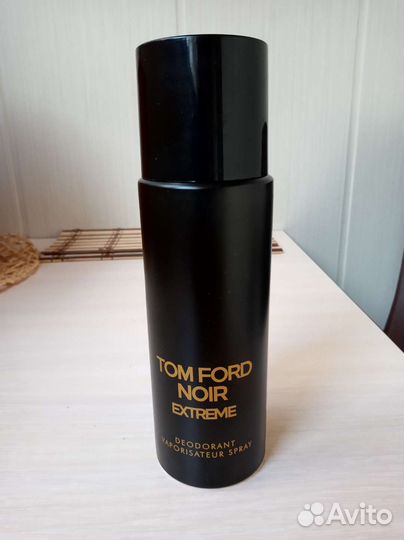 TOM FORD
NOIR
EXTREME
DEODORANT
VAPORISATEUR SPRAY
Avito